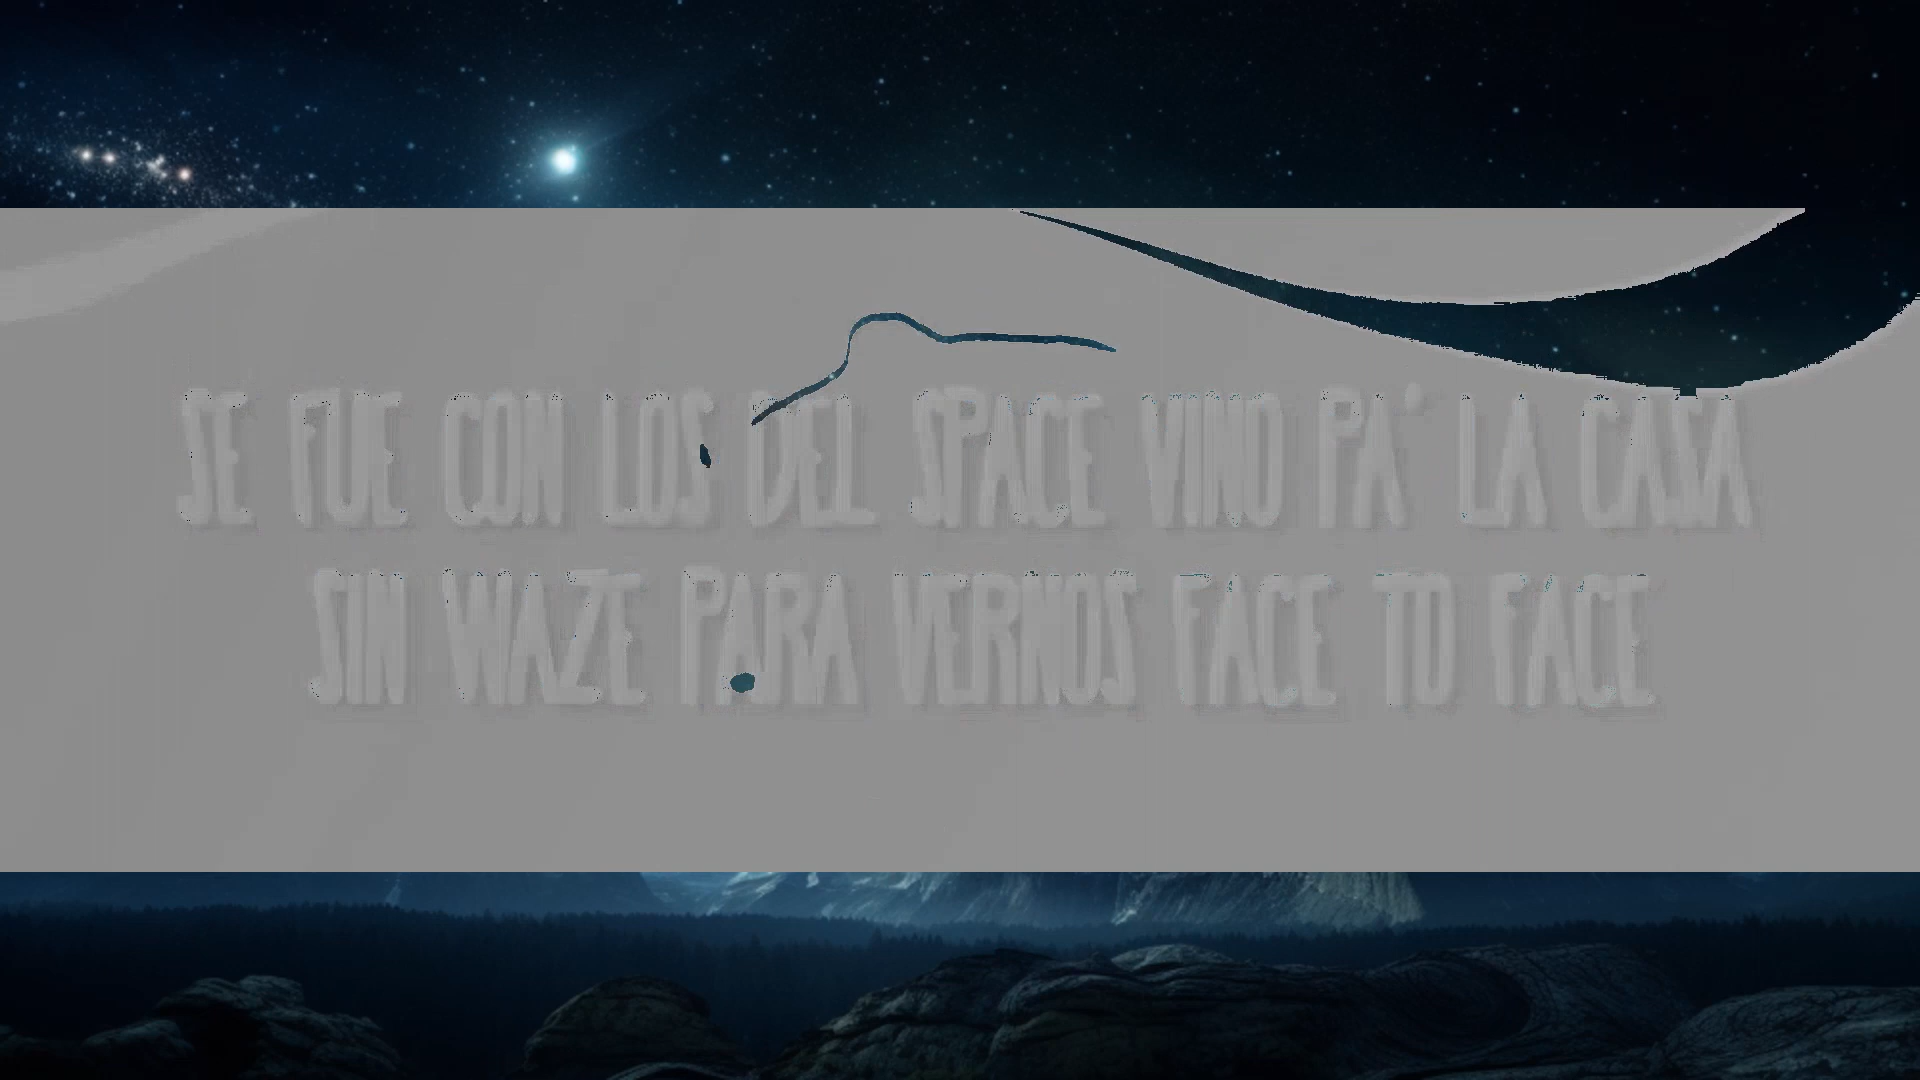 SE FUE CON LOS DEL SPACE VINO PA' LA CASA
SIN WAZE PARA VERNOS FACE TO FACE